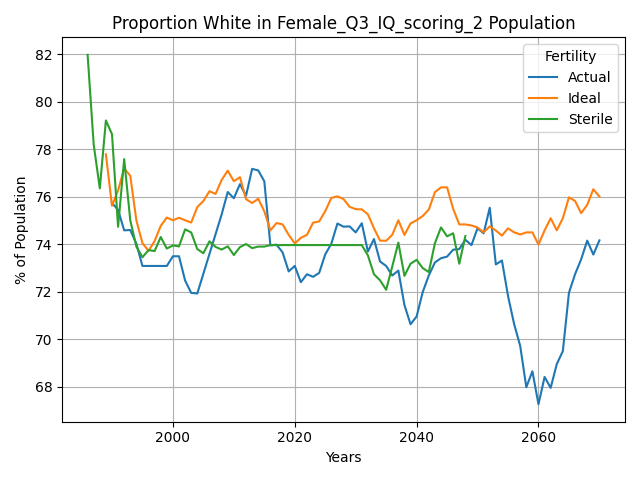 Proportion White in Female_Q3_IQ_scoring_2 Population
Fertility
Actual
Ideal
Sterile
% of Population
82
80
78
76
74
72
70
68
2000
2020
2040
2060
Years